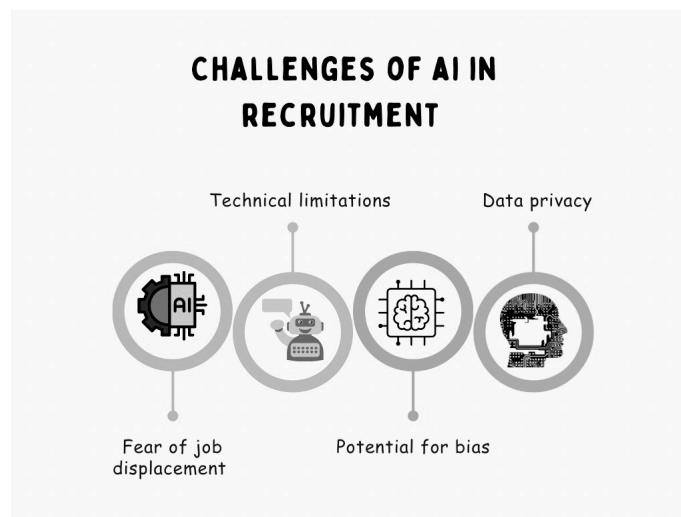 CHALLENGES OF AI IN
RECRUITMENT
Technical limitations
Data privacy
AI
Fear of job
displacement
Potential for bias